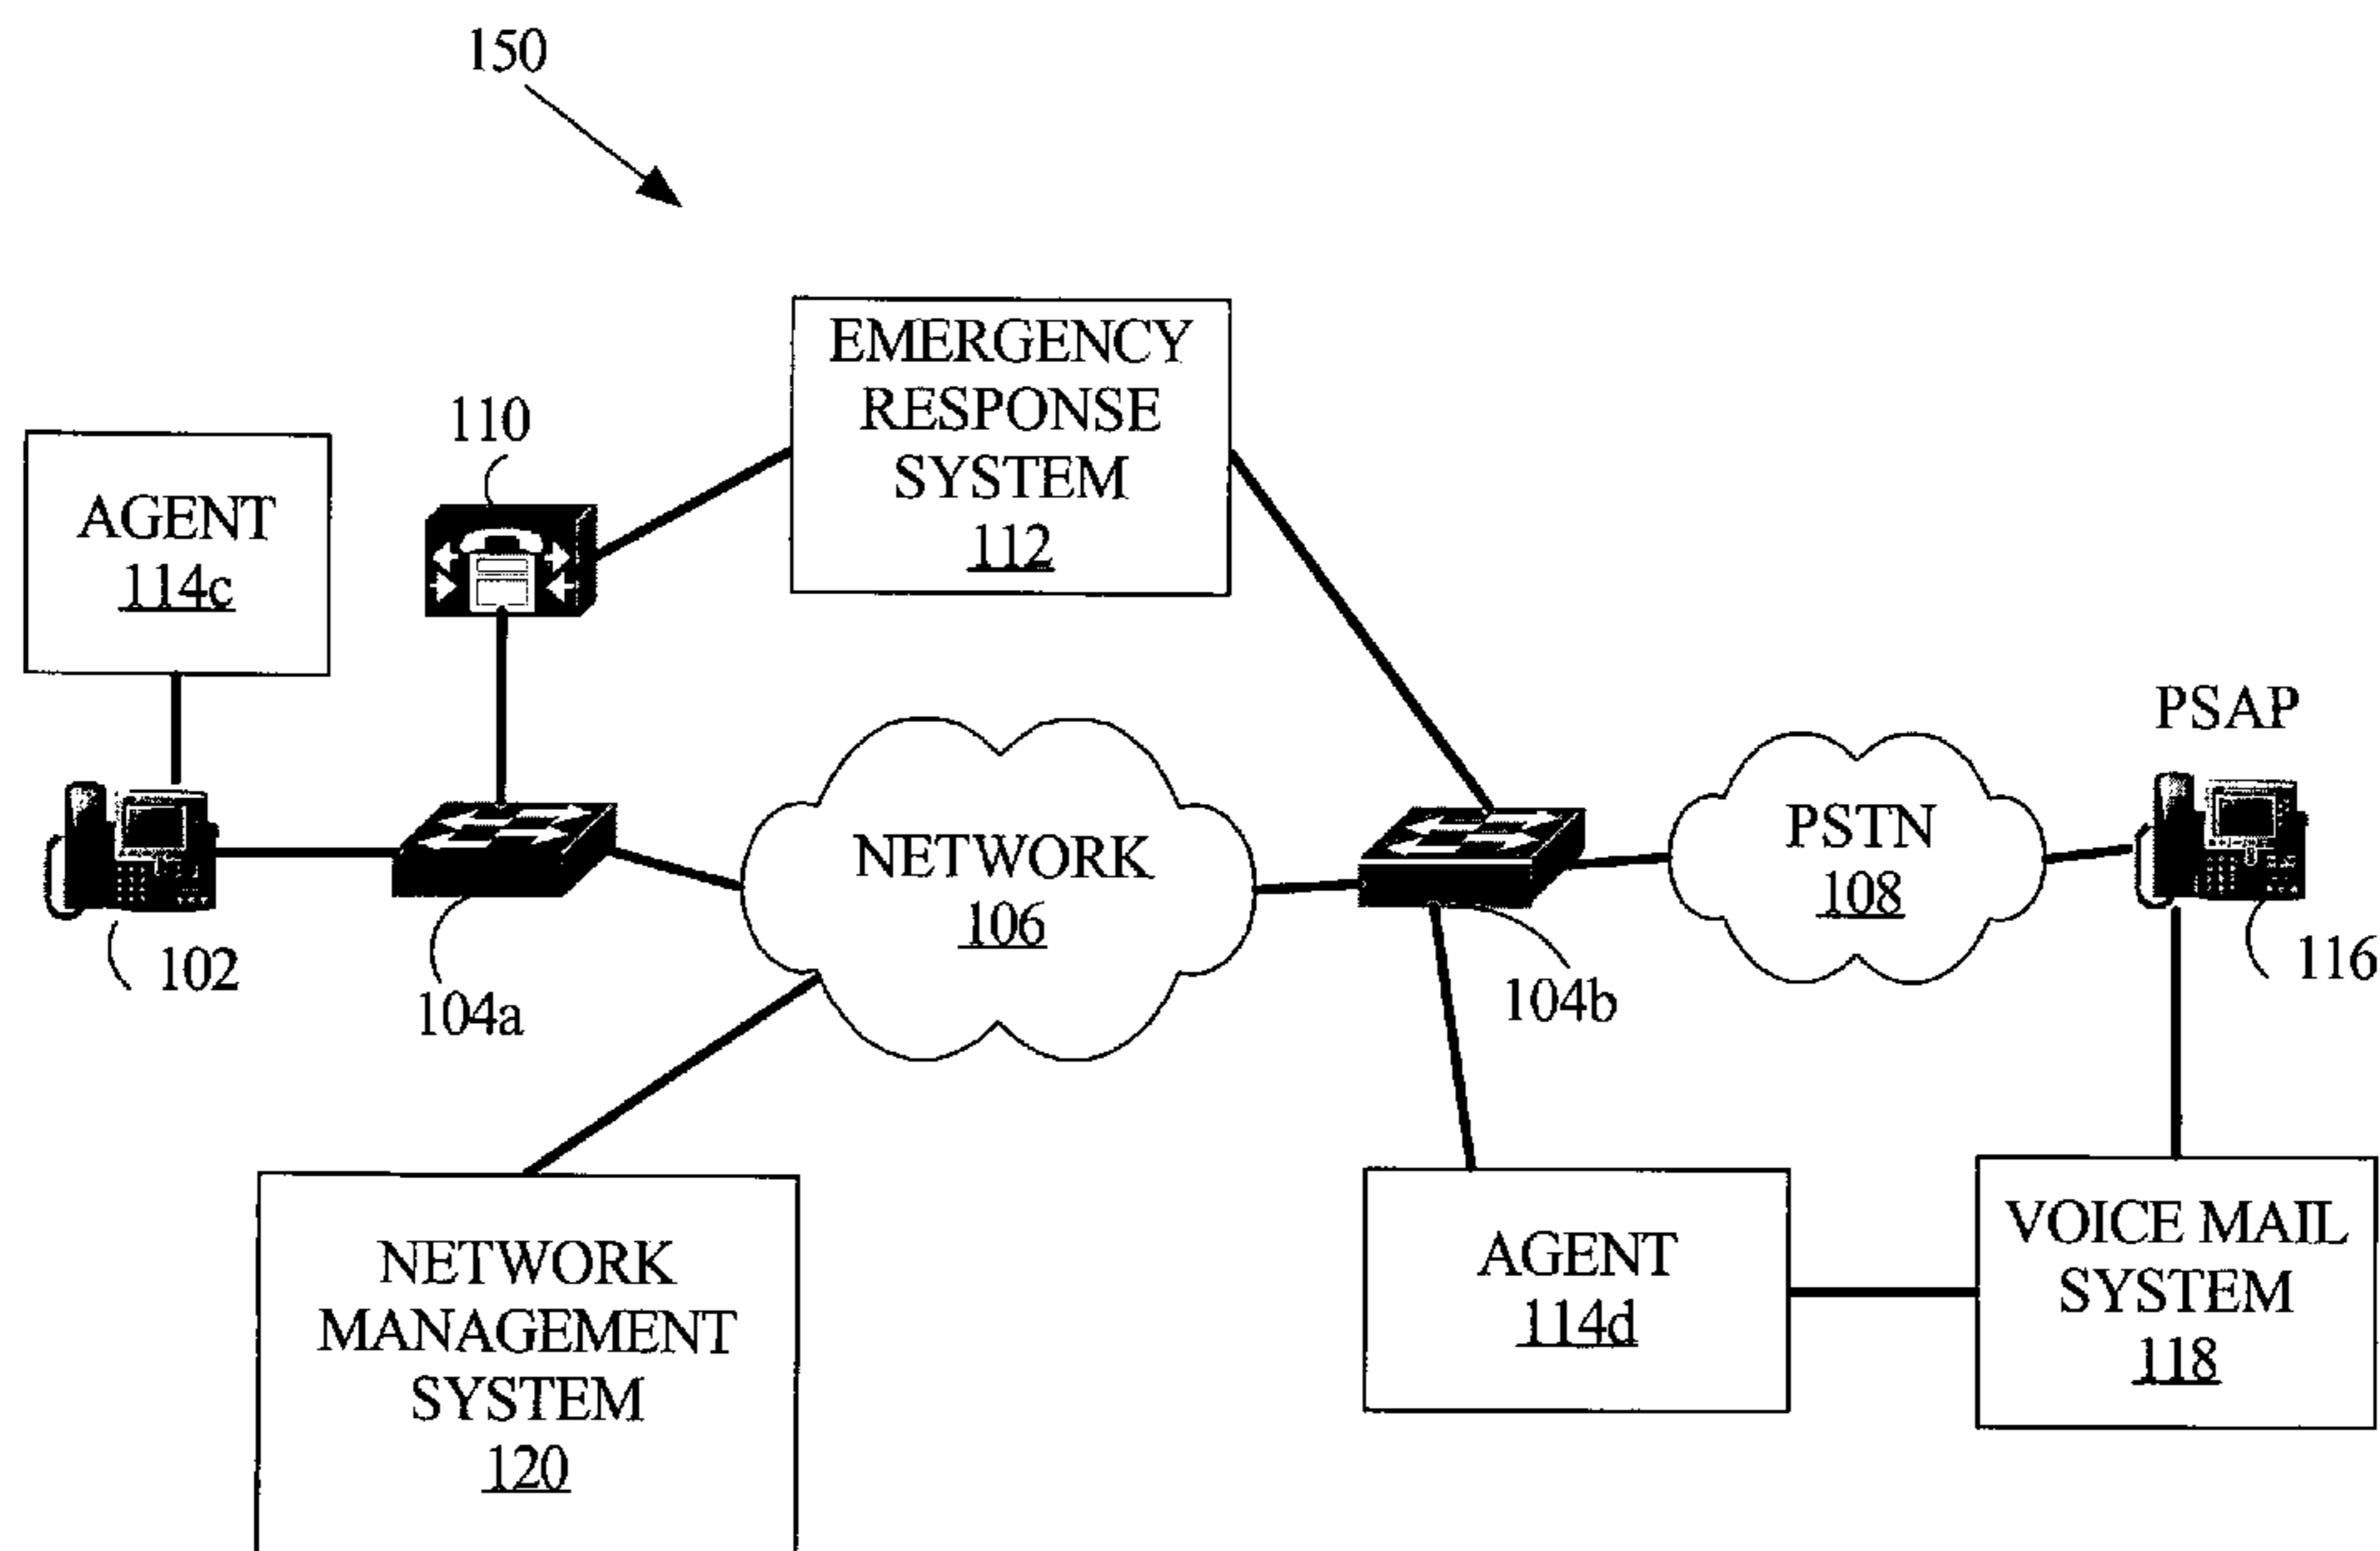 150
EMERGENCY
RESPONSE
SYSTEM
112
110
AGENT
114c
PSAP
NETWORK
106
PSTN
108
102
104a
104b
116
NETWORK
MANAGEMENT
SYSTEM
120
AGENT
114d
VOICE MAIL
SYSTEM
118